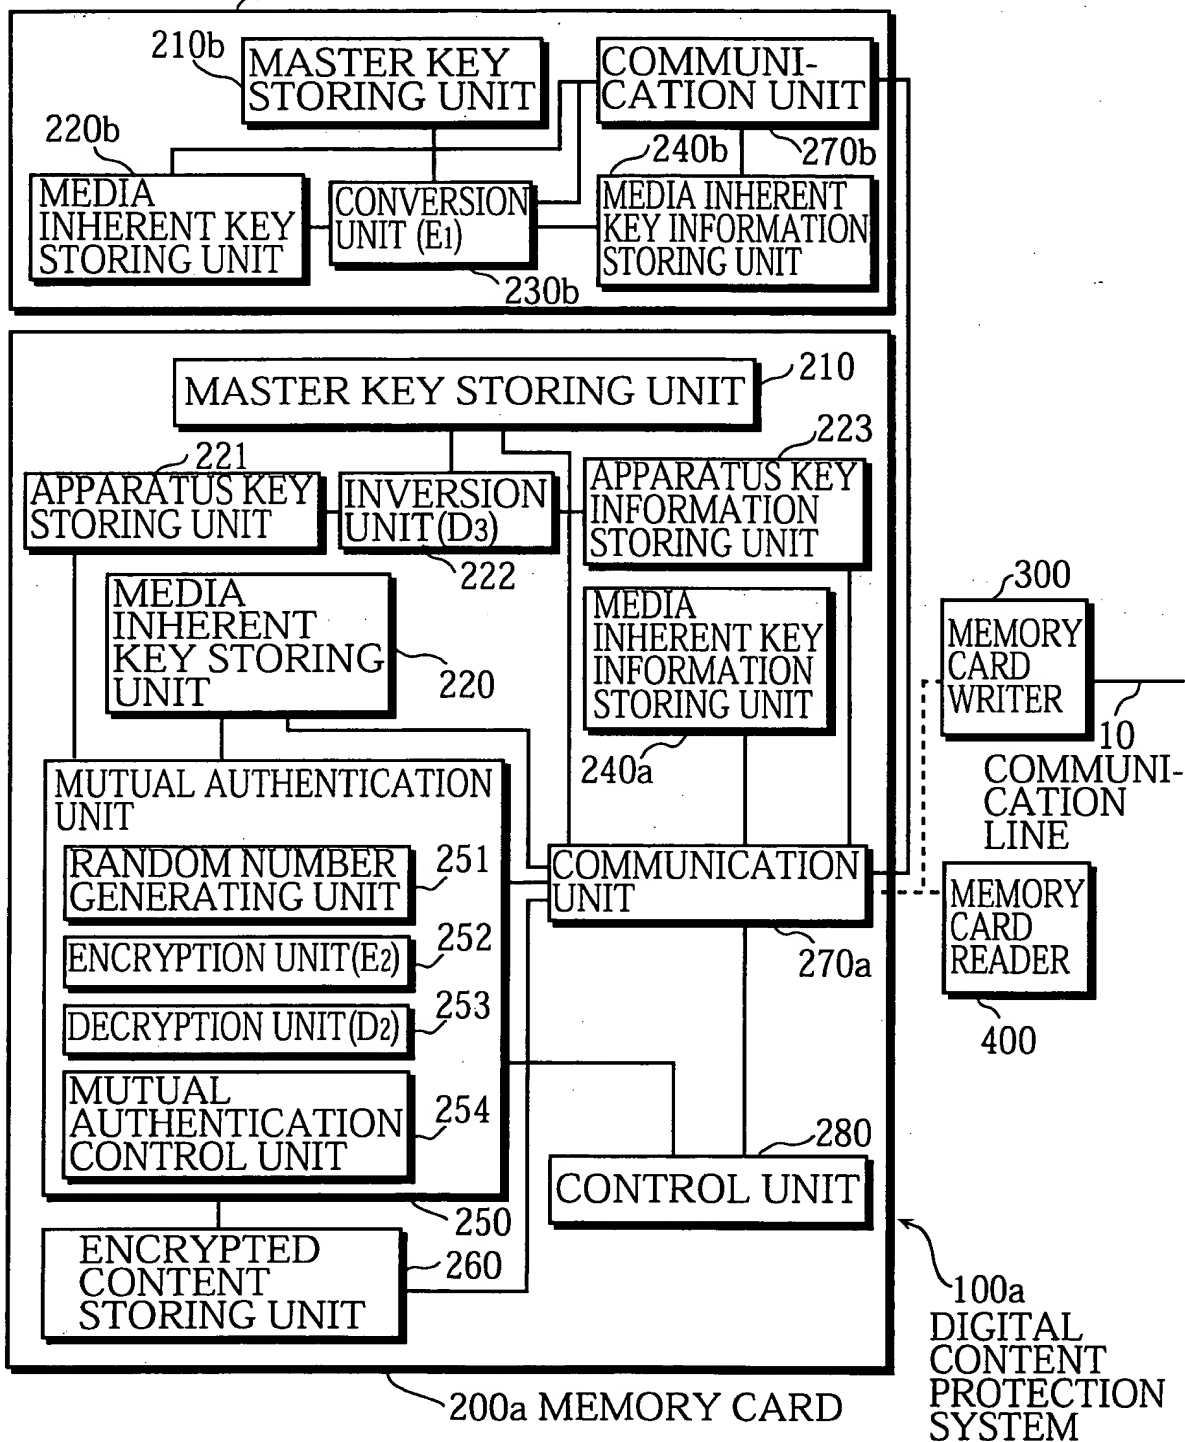 210b
MASTER KEY
STORING UNIT
COMMUNI-
CATION UNIT
270b
220b
MEDIA
INHERENT KEY
STORING UNIT
CONVERSION
UNIT (E1)
230b
240b
MEDIA INHERENT
KEY INFORMATION
STORING UNIT
MASTER KEY STORING UNIT
210
221
APPARATUS KEY
STORING UNIT
INVERSION
UNIT(D3)
222
223
APPARATUS KEY
INFORMATION
STORING UNIT
MEDIA
INHERENT
KEY STORING
UNIT
220
MEDIA
INHERENT KEY
INFORMATION
STORING UNIT
240a
300
MEMORY
CARD
WRITER
10
COMMUNI-
CATION
LINE
MUTUAL AUTHENTICATION
UNIT
RANDOM NUMBER
GENERATING UNIT
251
ENCRYPTION UNIT(E2)
252
DECRYPTION UNIT(D2)
253
MUTUAL
AUTHENTICATION
CONTROL UNIT
254
250
COMMUNICATION
UNIT
270a
MEMORY
CARD
READER
400
280
CONTROL UNIT
ENCRYPTED
CONTENT
STORING UNIT
260
100a
DIGITAL
CONTENT
PROTECTION
SYSTEM
200a MEMORY CARD